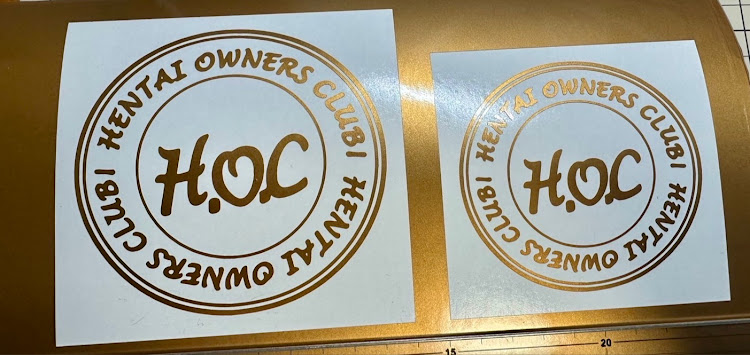 HENTAI OWNERS CLUB! HENTAI OWNERS CLUB!
H.O.C
HENTAI OWNERS CLUB! HENTAI OWNERS CLUB!
H.O.C
15
20